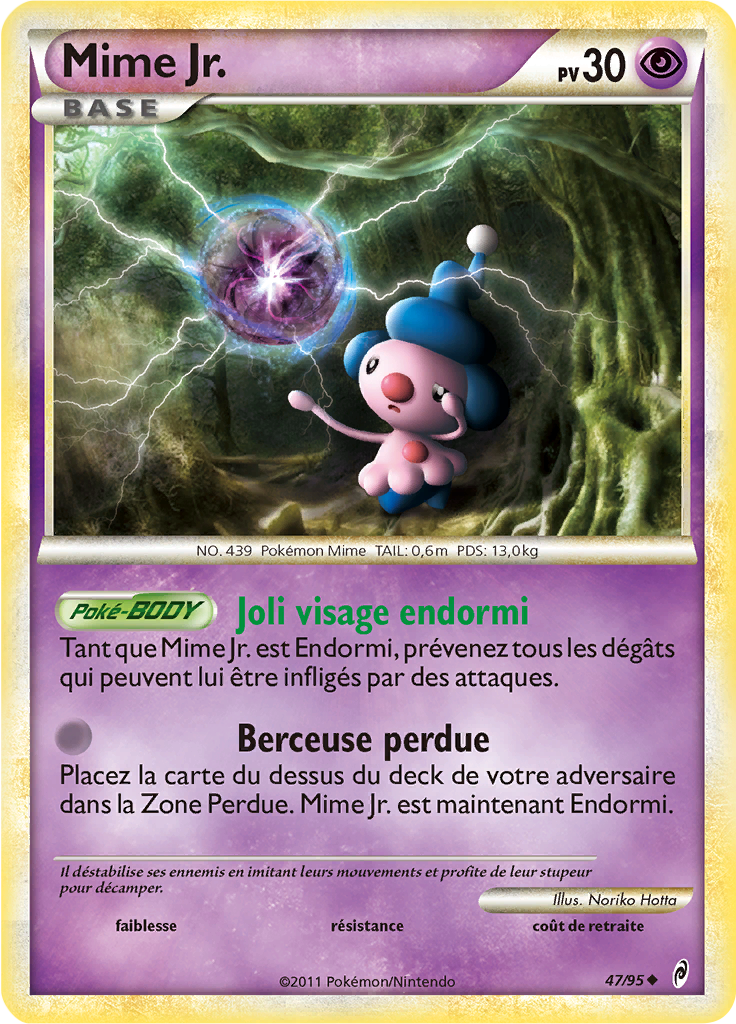 Mime Jr.
PV 30
BASE
NO. 439 Pokémon Mime TAIL: 0,6m PDS: 13,0kg
Poké-BODY Joli visage endormi
Tant que Mime Jr. est Endormi, prévenez tous les dégâts
qui peuvent lui être infligés par des attaques.
Berceuse perdue
Placez la carte du dessus du deck de votre adversaire
dans la Zone Perdue. Mime Jr. est maintenant Endormi.
Il déstabilise ses ennemis en imitant leurs mouvements et profite de leur stupeur
pour décamper.
Illus. Noriko Hotta
faiblesse résistance coût de retraite
©2011 Pokémon/Nintendo
47/95